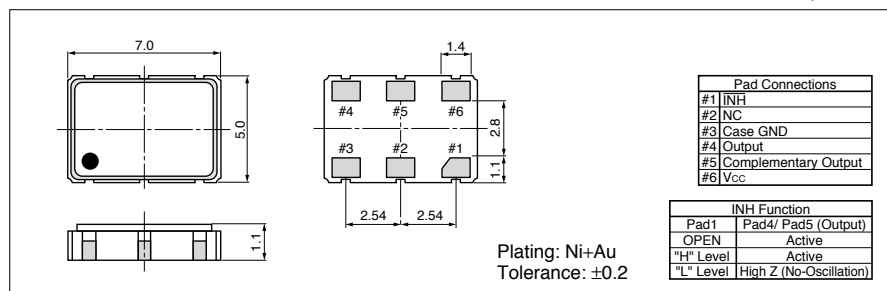 7.0
5.0
1.1
1.4
#4 #5 #6
#3 #2 #1
2.8
1.1
2.54 2.54
Plating: Ni+Au
Tolerance: ±0.2
Pad Connections
#1 I̅N̅H̅
#2 NC
#3 Case GND
#4 Output
#5 Complementary Output
#6 Vcc
INH Function
Pad1 Pad4/ Pad5 (Output)
OPEN Active
"H" Level Active
"L" Level High Z (No-Oscillation)